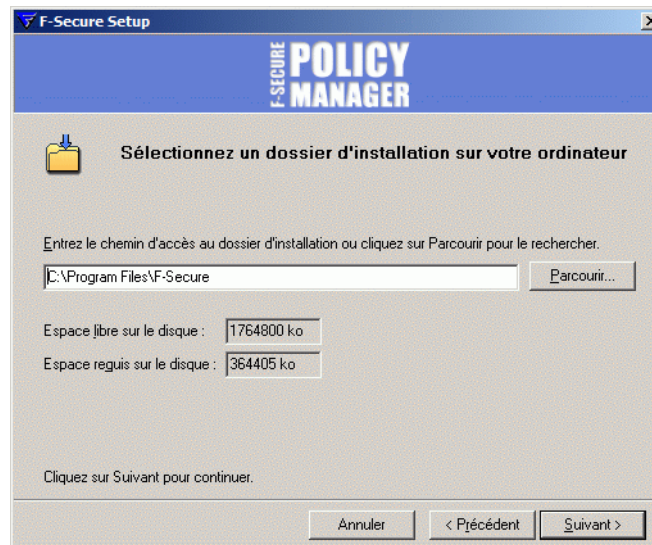 F-Secure Setup
F-SECURE
POLICY
MANAGER
Sélectionnez un dossier d'installation sur votre ordinateur
Entrez le chemin d'accès au dossier d'installation ou cliquez sur Parcourir pour le rechercher.
C:\Program Files\F-Secure
Parcourir...
Espace libre sur le disque : 1764800 ko
Espace requis sur le disque : 364405 ko
Cliquez sur Suivant pour continuer.
Annuler < Précédent Suivant >